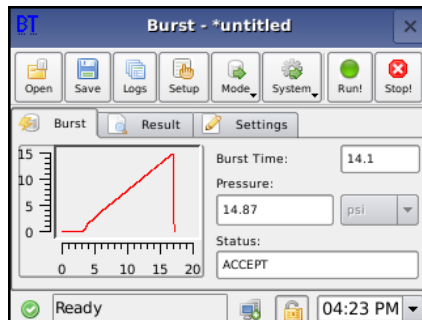 BT Burst - *untitled
Open Save Logs Setup Mode System Run! Stop!
Burst Result Settings
15
10
5
0
0 5 10 15 20
Burst Time: 14.1
Pressure:
14.87 psi
Status:
ACCEPT
Ready 04:23 PM